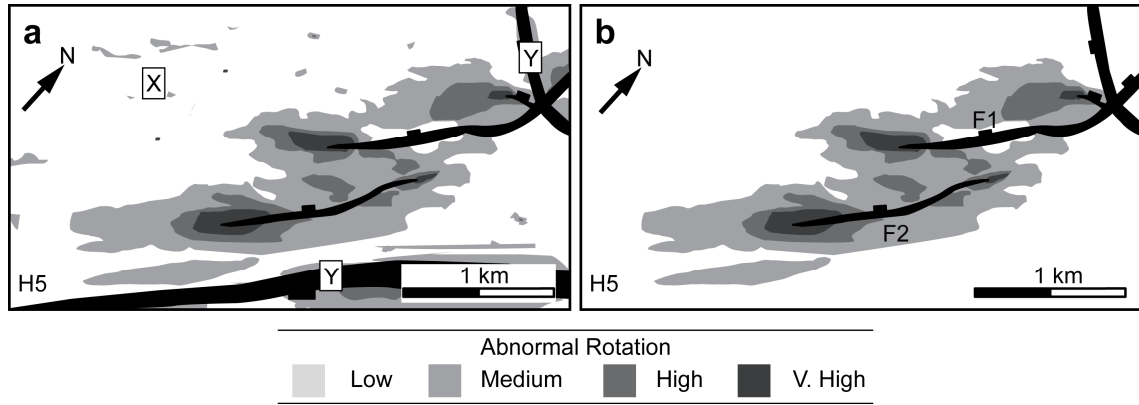 a
N
X
Y
Y
H5
1 km
b
N
F1
F2
H5
1 km
Abnormal Rotation
Low Medium High V. High